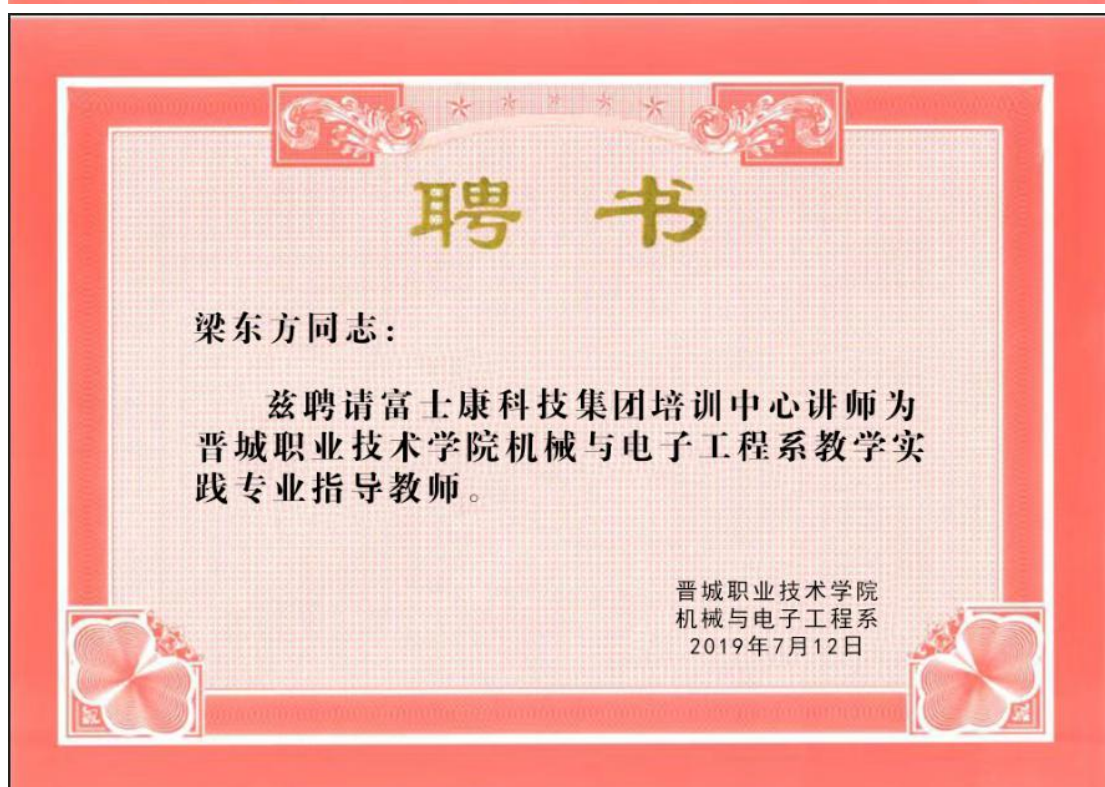 聘书
梁东方同志：
兹聘请富士康科技集团培训中心讲师为
晋城职业技术学院机械与电子工程系教学实
践专业指导教师。
晋城职业技术学院
机械与电子工程系
2019年7月12日